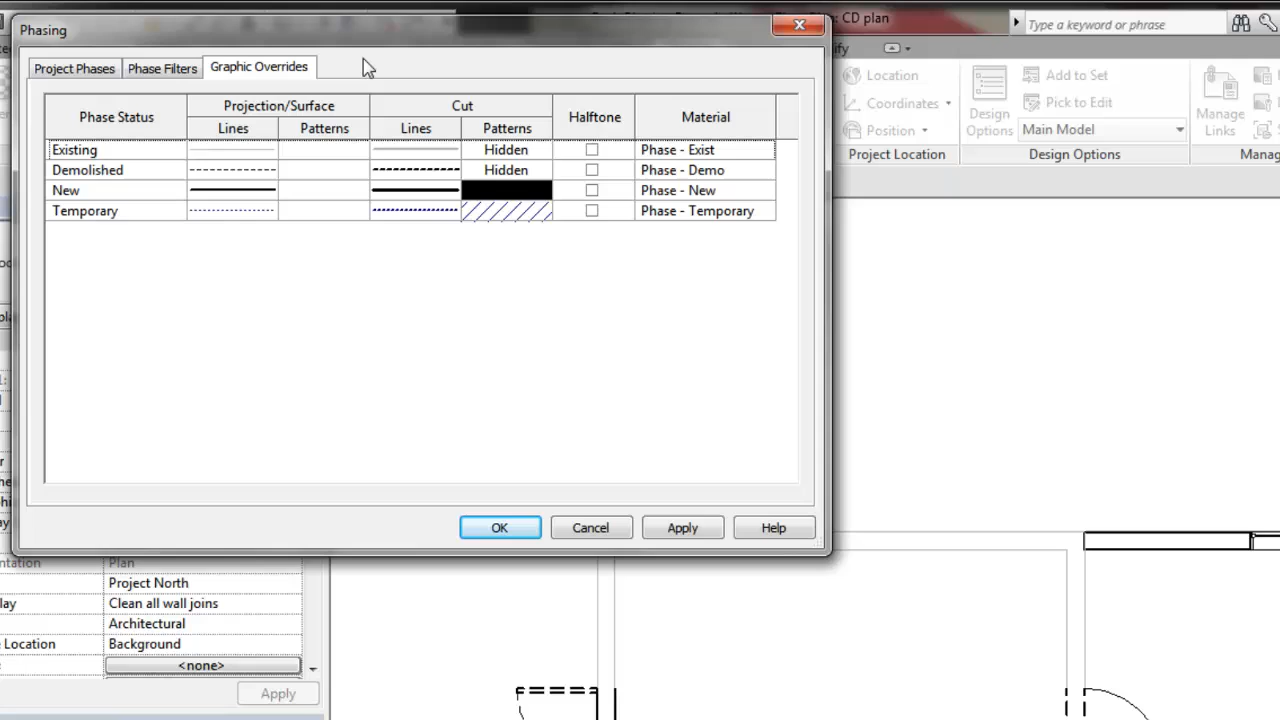 CD plan
Type a keyword or phrase
Phasing
Project Phases
Phase Filters
Graphic Overrides
Phase Status
Projection/Surface
Cut
Halftone
Material
Lines
Patterns
Lines
Patterns
Existing
Hidden
Phase - Exist
Demolished
Hidden
Phase - Demo
New
Phase - New
Temporary
Phase - Temporary
OK
Cancel
Apply
Help
Location
Coordinates
Position
Project Location
Design
Options
Add to Set
Pick to Edit
Main Model
Design Options
Manage
Links
Manag
Plan
Project North
lay
Clean all wall joins
Architectural
Location
Background
<none>
Apply